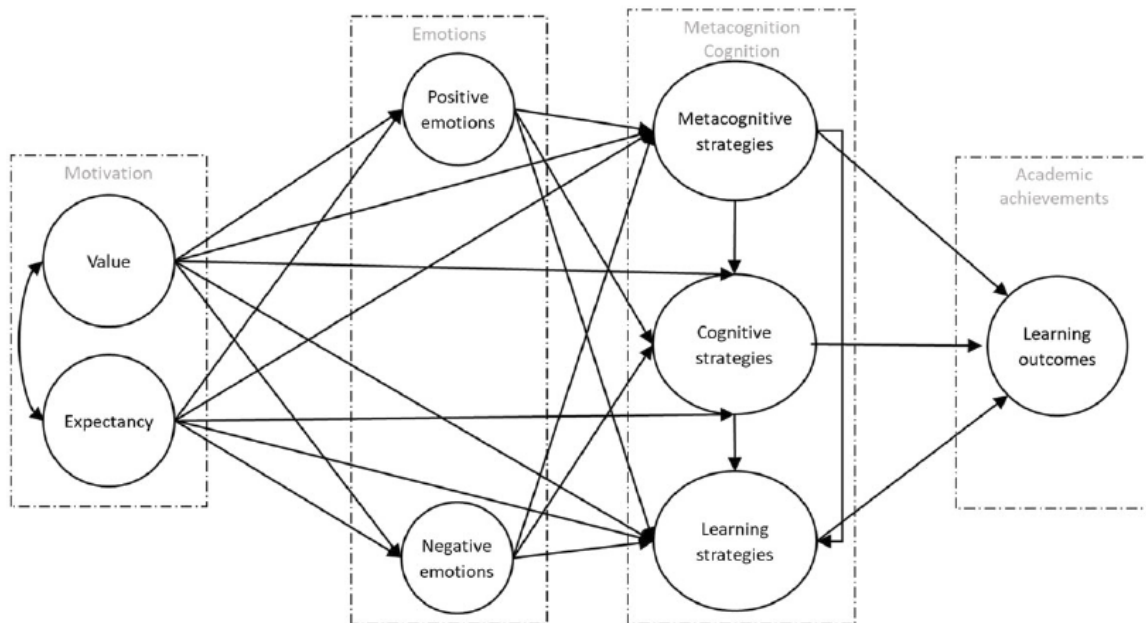 Motivation
Value
Expectancy
Emotions
Positive
emotions
Negative
emotions
Metacognition
Cognition
Metacognitive
strategies
Cognitive
strategies
Learning
strategies
Academic
achievements
Learning
outcomes